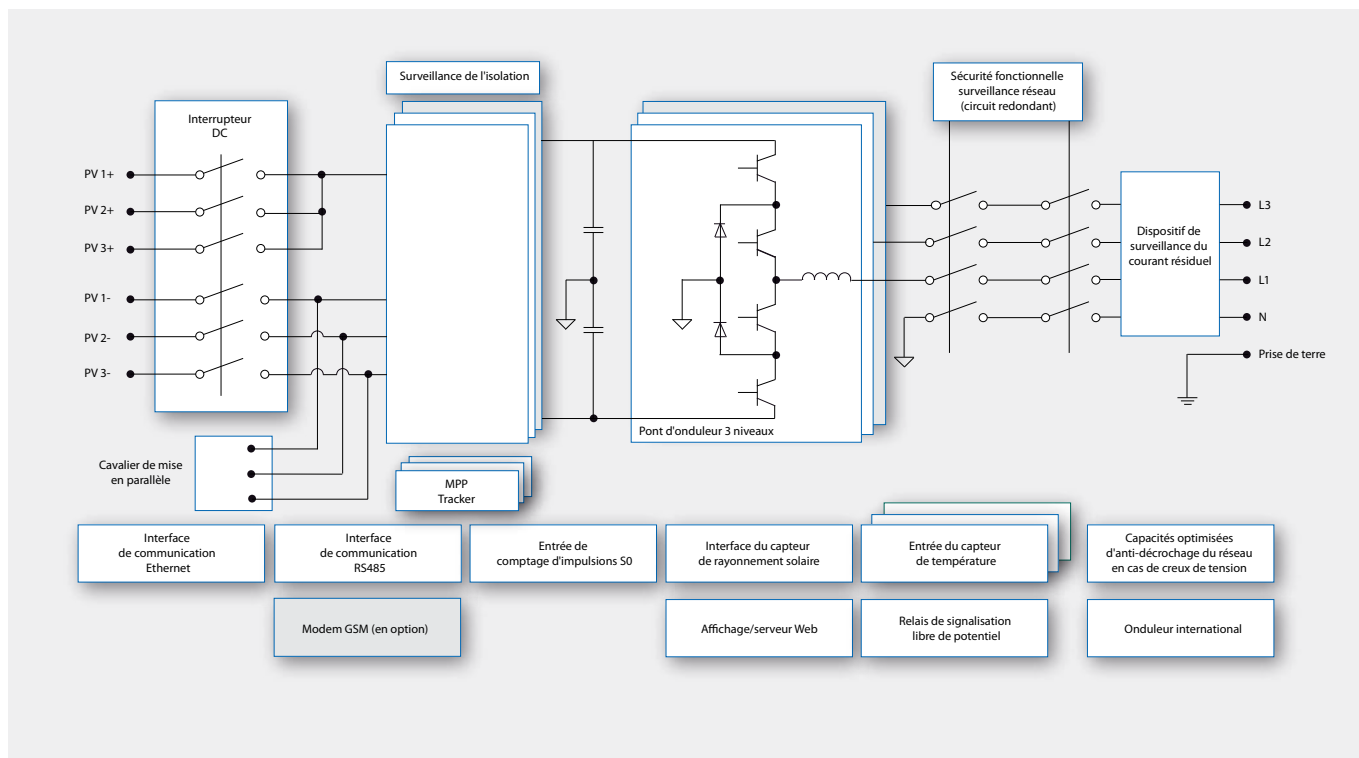 Surveillance de l'isolation
Sécurité fonctionnelle
surveillance réseau
(circuit redondant)
Interrupteur
DC
PV 1+
PV 2+
PV 3+
PV 1-
PV 2-
PV 3-
L3
L2
L1
N
Dispositif de
surveillance du
courant résiduel
Prise de terre
Pont d'onduleur 3 niveaux
Cavalier de mise
en parallèle
MPP
Tracker
Interface
de communication
Ethernet
Interface
de communication
RS485
Entrée de
comptage d'impulsions S0
Interface du capteur
de rayonnement solaire
Entrée du capteur
de température
Capacités optimisées
d'anti-décrochage du réseau
en cas de creux de tension
Modem GSM (en option)
Affichage/serveur Web
Relais de signalisation
libre de potentiel
Onduleur international